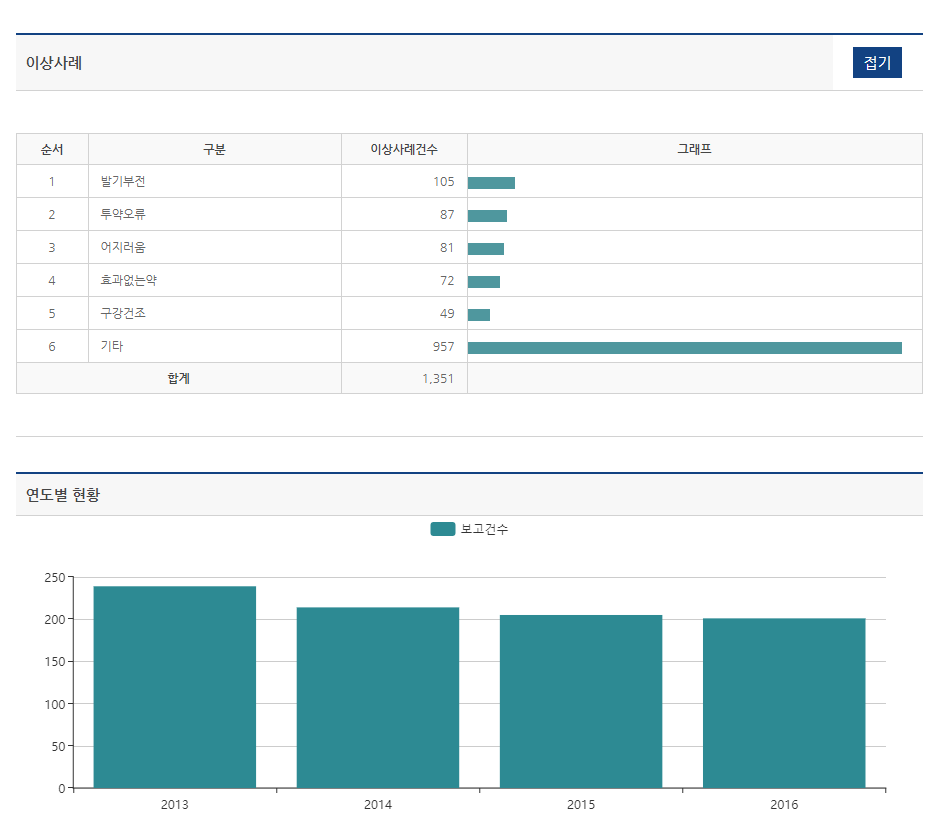 이상사례
접기
순서 구분 이상사례건수 그래프
1 발기부전 105
2 투약오류 87
3 어지러움 81
4 효과없는약 72
5 구강건조 49
6 기타 957
합계 1,351
연도별 현황
보고건수
250
200
150
100
50
0
2013 2014 2015 2016